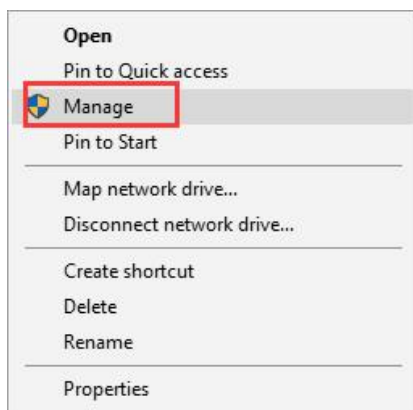 Open
Pin to Quick access
Manage
Pin to Start
Map network drive...
Disconnect network drive...
Create shortcut
Delete
Rename
Properties